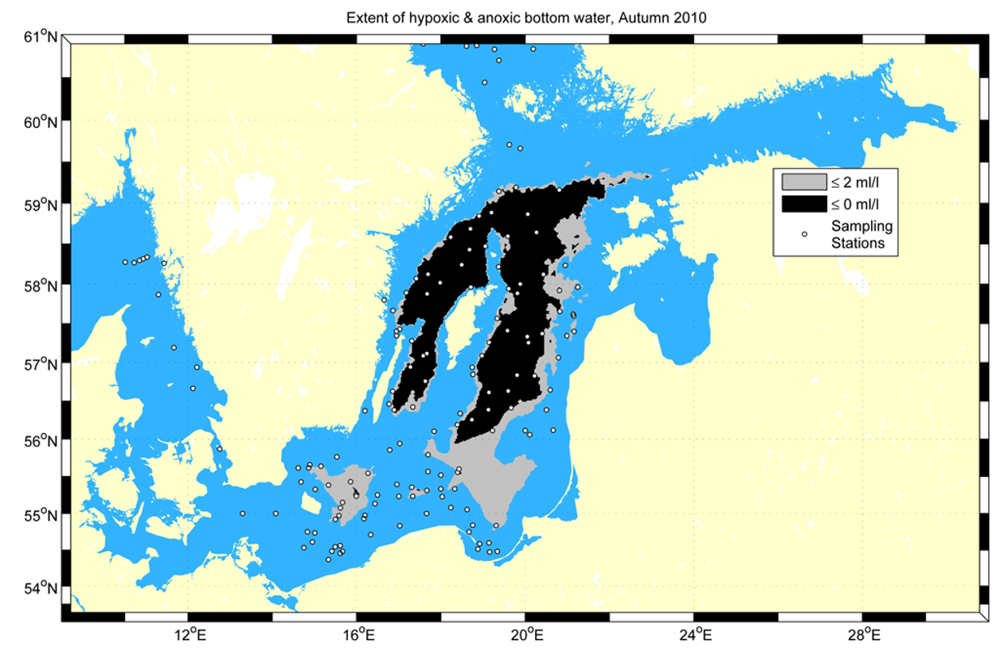 Extent of hypoxic & anoxic bottom water, Autumn 2010
61°N
60°N
59°N
58°N
57°N
56°N
55°N
54°N
≤ 2 ml/l
≤ 0 ml/l
Sampling
Stations
12°E
16°E
20°E
24°E
28°E